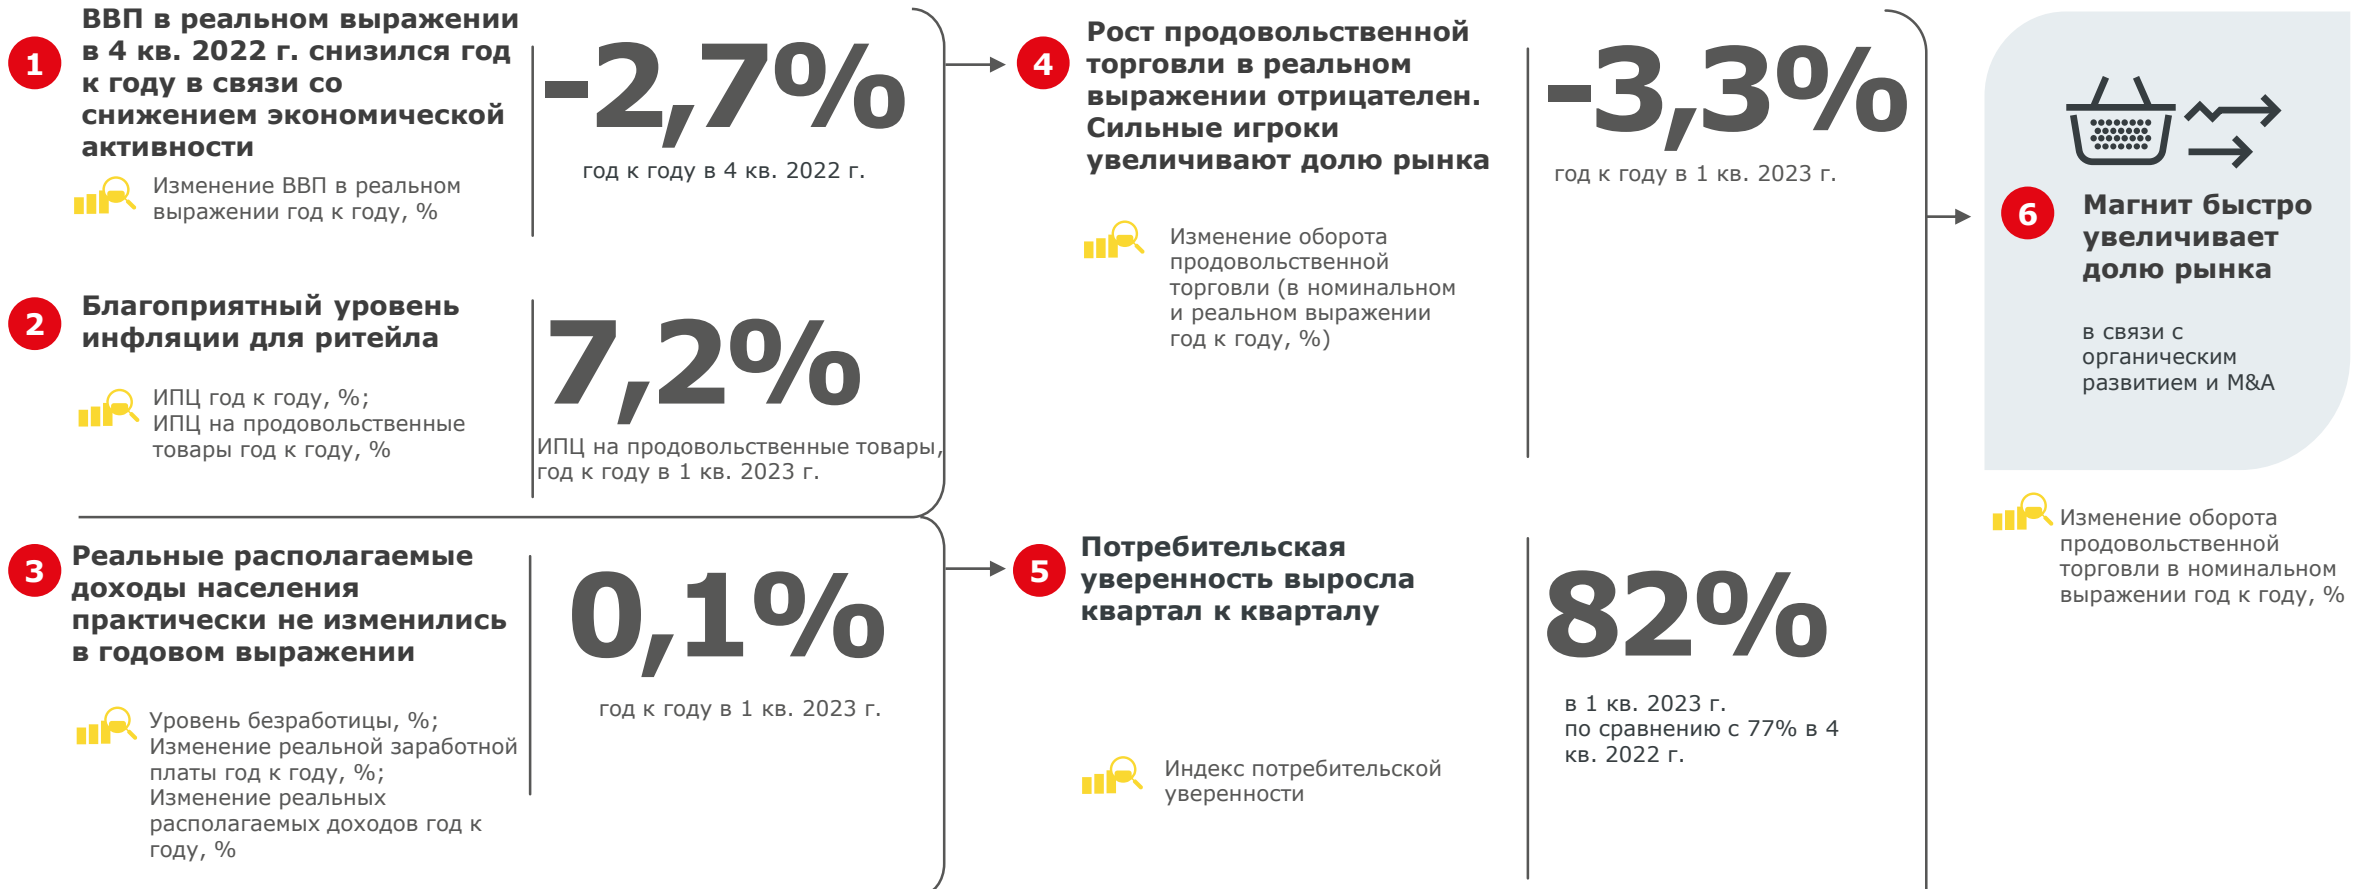 1
ВВП в реальном выражении
в 4 кв. 2022 г. снизился год
к году в связи со
снижением экономической
активности
Изменение ВВП в реальном
выражении год к году, %
-2,7%
год к году в 4 кв. 2022 г.
2
Благоприятный уровень
инфляции для ритейла
ИПЦ год к году, %;
ИПЦ на продовольственные
товары год к году, %
7,2%
ИПЦ на продовольственные товары,
год к году в 1 кв. 2023 г.
3
Реальные располагаемые
доходы населения
практически не изменились
в годовом выражении
Уровень безработицы, %;
Изменение реальной заработной
платы год к году, %;
Изменение реальных
располагаемых доходов год к
году, %
0,1%
год к году в 1 кв. 2023 г.
4
Рост продовольственной
торговли в реальном
выражении отрицателен.
Сильные игроки
увеличивают долю рынка
Изменение оборота
продовольственной
торговли (в номинальном
и реальном выражении
год к году, %)
-3,3%
год к году в 1 кв. 2023 г.
5
Потребительская
уверенность выросла
квартал к кварталу
Индекс потребительской
уверенности
82%
в 1 кв. 2023 г.
по сравнению с 77% в 4
кв. 2022 г.
6
Магнит быстро
увеличивает
долю рынка
в связи с
органическим
развитием и M&A
Изменение оборота
продовольственной
торговли в номинальном
выражении год к году, %